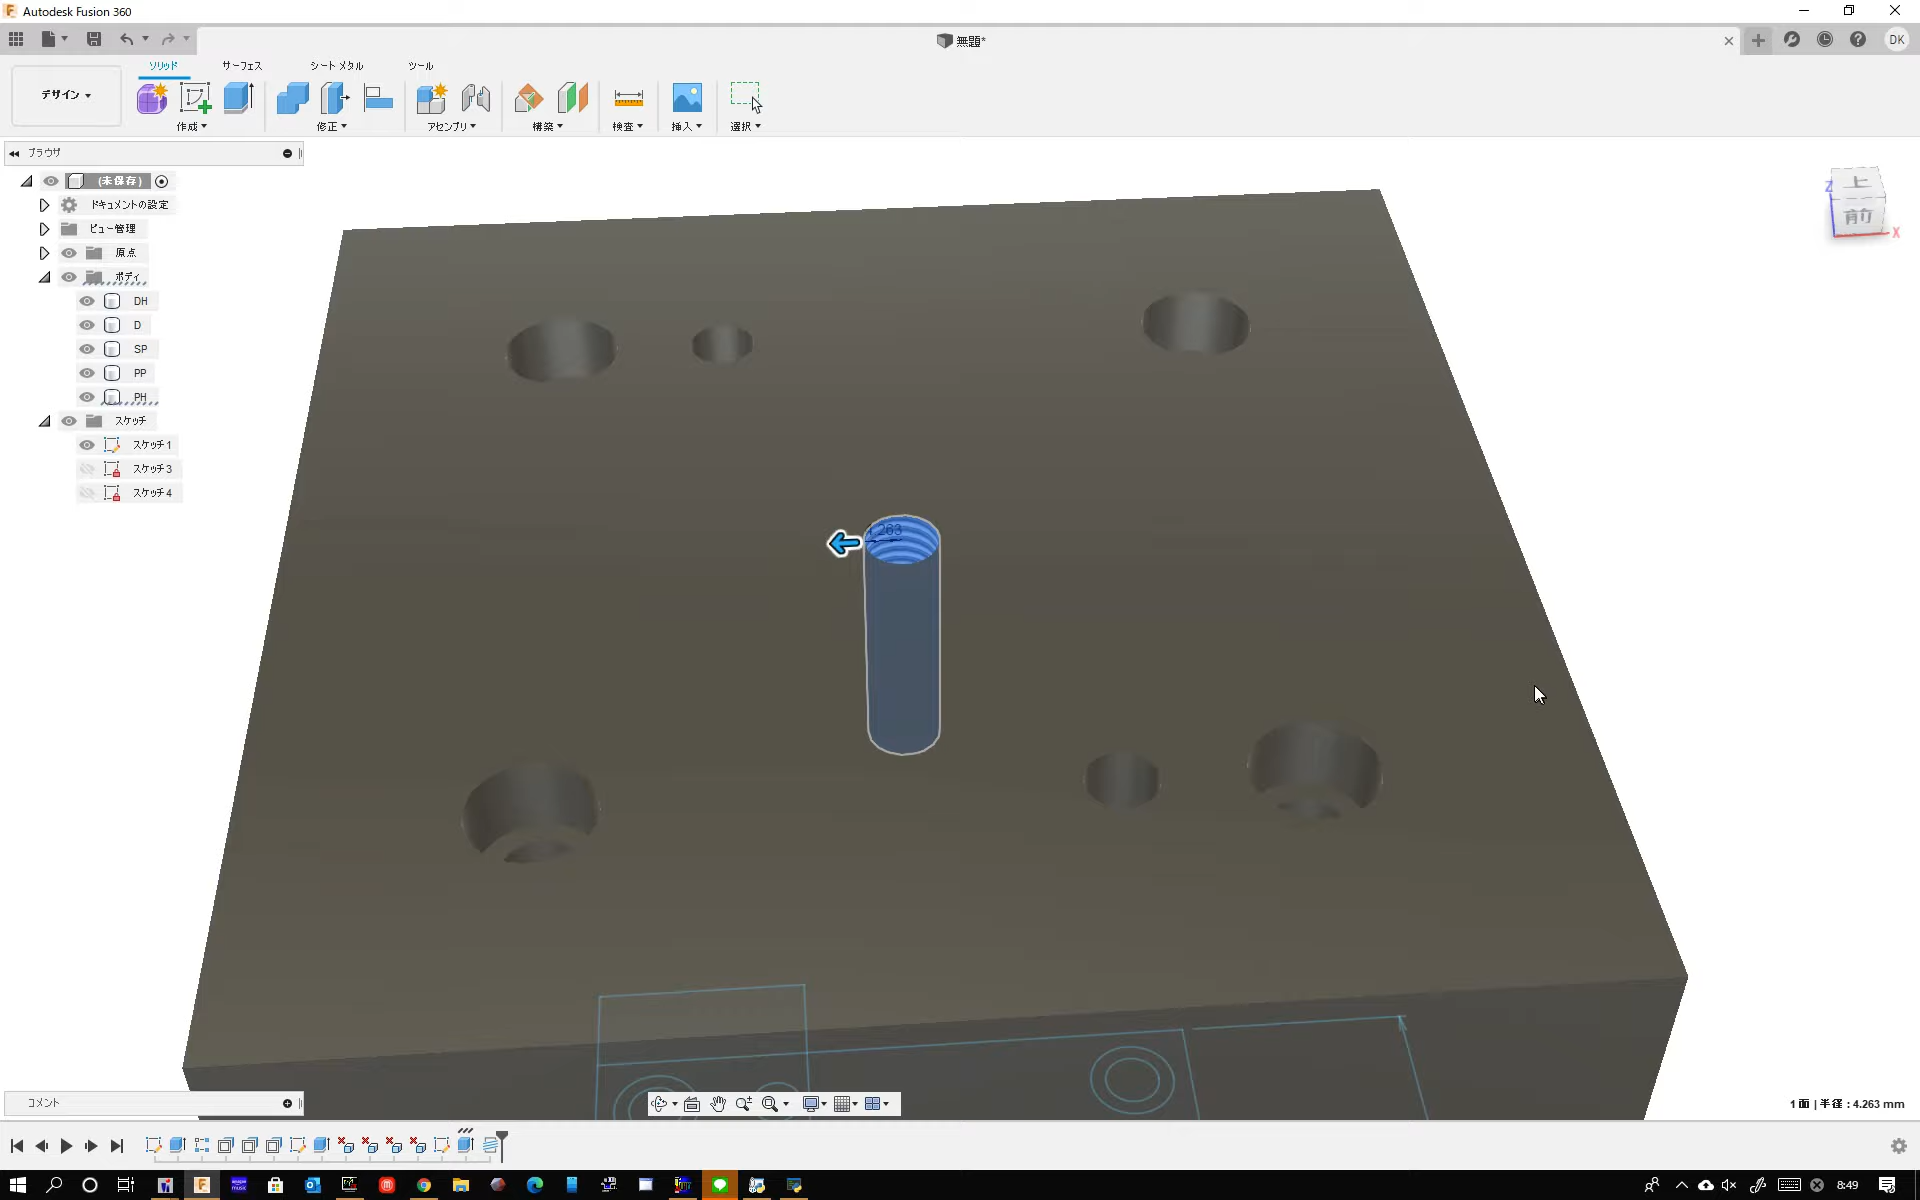 Autodesk Fusion 360
無題*
DK
デザイン
ソリッド
サーフェス
シート メタル
ツール
作成
修正
アセンブリ
構築
検査
挿入
選択
ブラウザ
(未保存)
ドキュメントの設定
ビュー管理
原点
ボディ
DH
D
SP
PP
PH
スケッチ
スケッチ1
スケッチ3
スケッチ4
上
前
Z
X
4.263
コメント
1 面 | 半径 : 4.263 mm
8:49